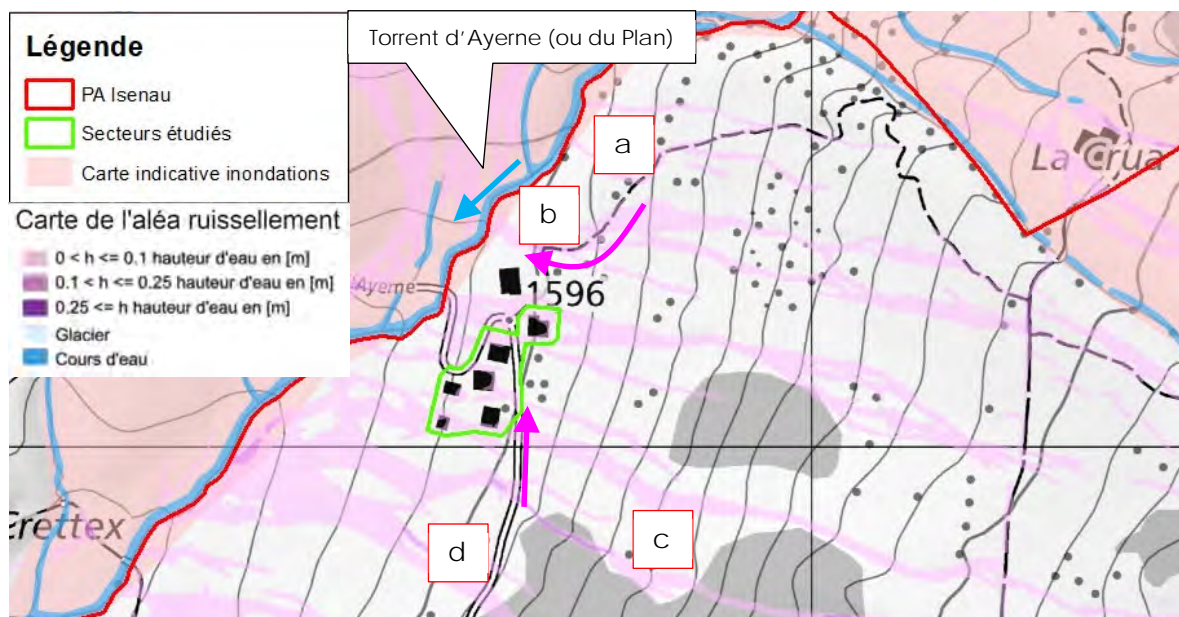 Légende
PA Isenau
Secteurs étudiés
Carte indicative inondations
Carte de l'aléa ruissellement
0 < h <= 0.1 hauteur d'eau en [m]
0.1 < h <= 0.25 hauteur d'eau en [m]
0.25 <= h hauteur d'eau en [m]
Glacier
Cours d'eau
Torrent d'Ayerne (ou du Plan)
a
La Crua
b
Ayerne
1596
Crettex
d
c